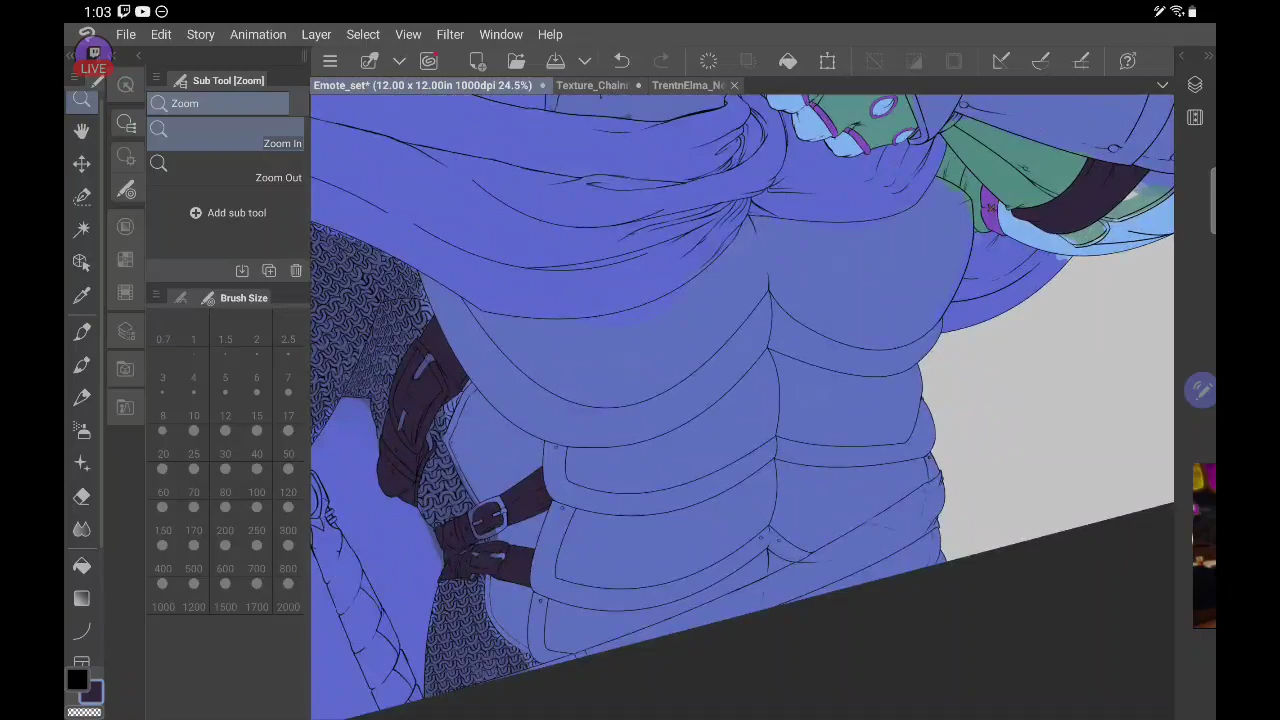 1:03
File Edit Story Animation Layer Select View Filter Window Help
LIVE
Sub Tool [Zoom]
Emote_set* (12.00 x 12.00in 1000dpi 24.5%)
Texture_Chain
TrentnElma_Ne
Zoom
Zoom In
Zoom Out
Add sub tool
Brush Size
0.7 1 1.5 2 2.5
3 4 5 6 7
8 10 12 15 17
20 25 30 40 50
60 70 80 100 120
150 170 200 250 300
400 500 600 700 800
1000 1200 1500 1700 2000